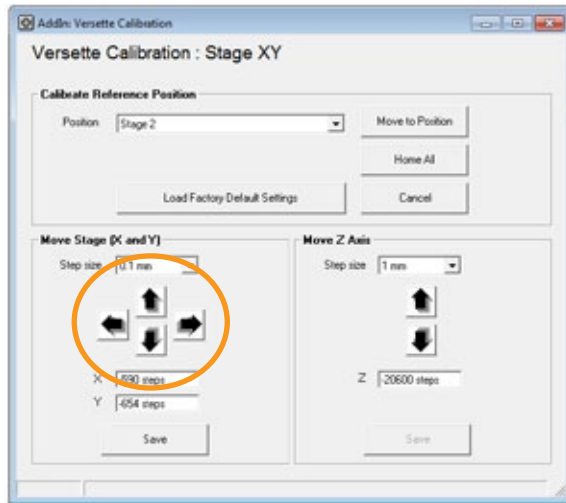 AddIn: Versette Calibration
Versette Calibration : Stage XY
Calibrate Reference Position
Position Stage 2 Move to Position
Home All
Load Factory Default Settings Cancel
Move Stage (X and Y) Move Z Axis
Step size 0.1 mm Step size 1 mm
X -690 steps Z -20600 steps
Y -654 steps
Save Save